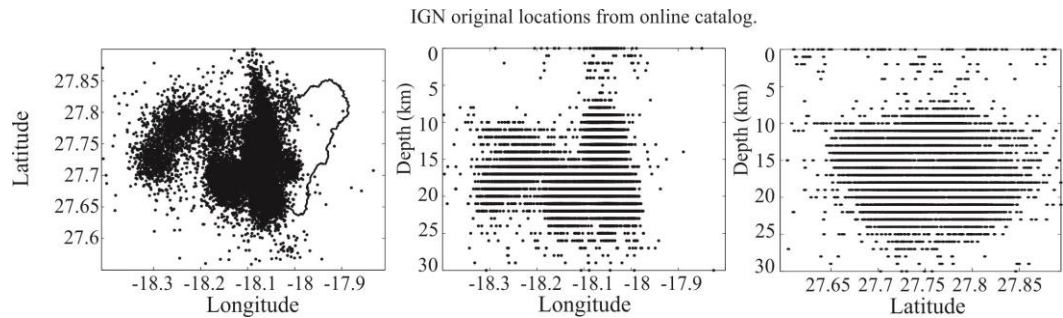 IGN original locations from online catalog.
27.85
27.8
27.75
27.7
27.65
27.6
Latitude
-18.3 -18.2 -18.1 -18 -17.9
Longitude
0
5
10
15
20
25
30
Depth (km)
-18.3 -18.2 -18.1 -18 -17.9
Longitude
0
5
10
15
20
25
30
Depth (km)
27.65 27.7 27.75 27.8 27.85
Latitude